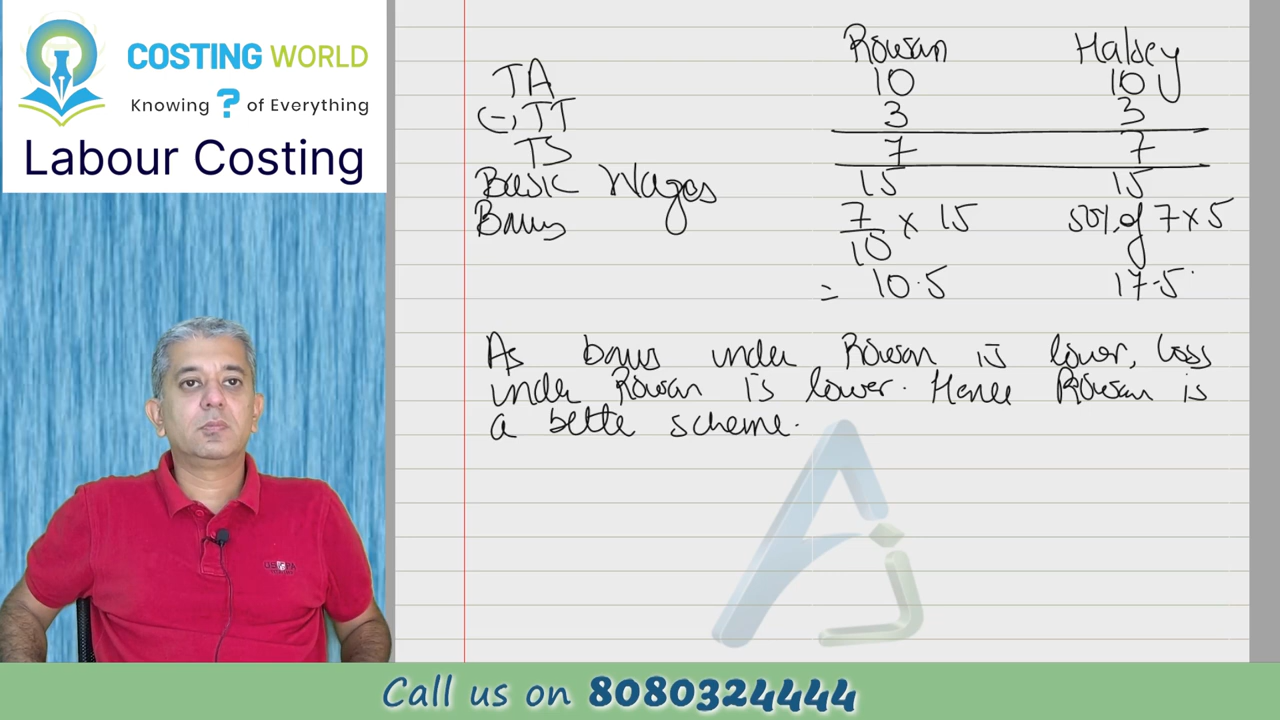 COSTING WORLD
Knowing ? of Everything
Labour Costing
Rowan Halsey
TA 10 10
(-) TT 3 3
TS 7 7
Basic Wages 15 15
Bonus 7/10 × 15 50% of 7 × 5
= 10.5 17.5
As bonus under Rowan is lower, loss
under Rowan is lower. Hence Rowan is
a better scheme.
Call us on 8080324444